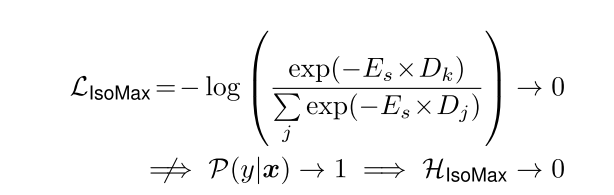 ℒ_IsoMax = − log ( exp(−E_s × D_k) / ∑_j exp(−E_s × D_j) ) → 0
⇏ 𝒫(y|𝒙) → 1 ⟹ ℋ_IsoMax → 0